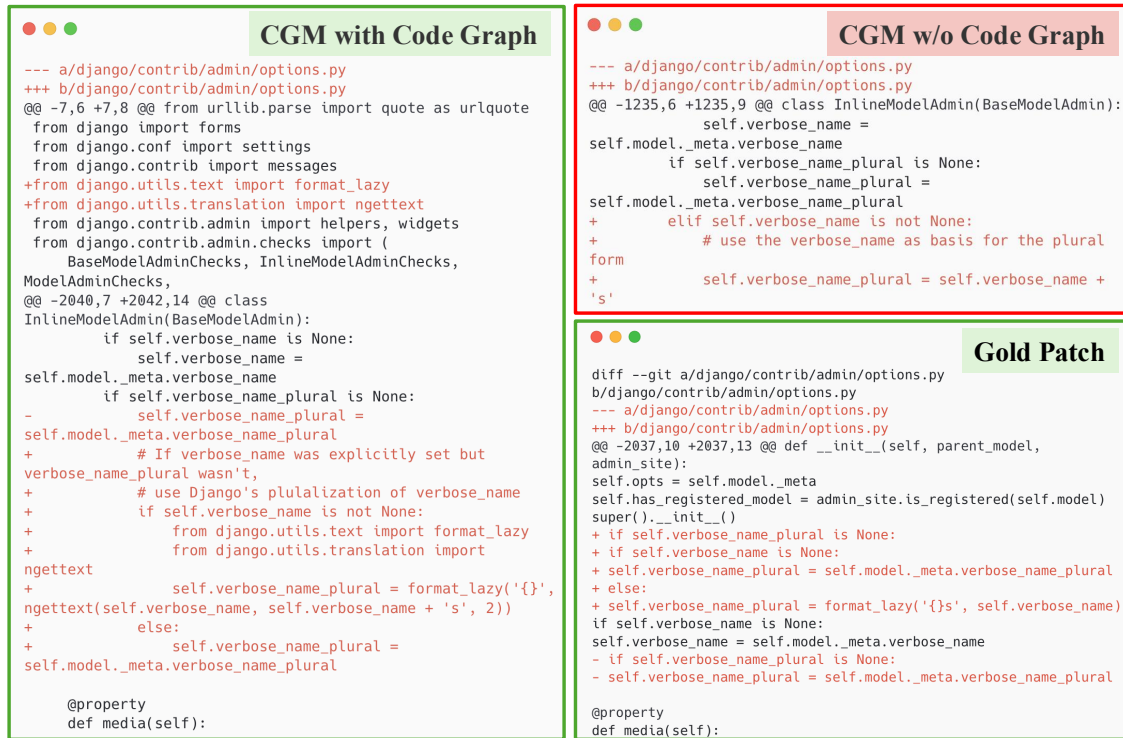 CGM with Code Graph
--- a/django/contrib/admin/options.py
+++ b/django/contrib/admin/options.py
@@ -7,6 +7,8 @@ from urllib.parse import quote as urlquote
 from django import forms
 from django.conf import settings
 from django.contrib import messages
+from django.utils.text import format_lazy
+from django.utils.translation import ngettext
 from django.contrib.admin import helpers, widgets
 from django.contrib.admin.checks import (
     BaseModelAdminChecks, InlineModelAdminChecks,
ModelAdminChecks,
@@ -2040,7 +2042,14 @@ class
InlineModelAdmin(BaseModelAdmin):
         if self.verbose_name is None:
             self.verbose_name =
self.model._meta.verbose_name
         if self.verbose_name_plural is None:
-            self.verbose_name_plural =
self.model._meta.verbose_name_plural
+            # If verbose_name was explicitly set but
verbose_name_plural wasn't,
+            # use Django's plulalization of verbose_name
+            if self.verbose_name is not None:
+                from django.utils.text import format_lazy
+                from django.utils.translation import
ngettext
+                self.verbose_name_plural = format_lazy('{}',
ngettext(self.verbose_name, self.verbose_name + 's', 2))
+            else:
+                self.verbose_name_plural =
self.model._meta.verbose_name_plural
     @property
     def media(self):
CGM w/o Code Graph
--- a/django/contrib/admin/options.py
+++ b/django/contrib/admin/options.py
@@ -1235,6 +1235,9 @@ class InlineModelAdmin(BaseModelAdmin):
             self.verbose_name =
self.model._meta.verbose_name
         if self.verbose_name_plural is None:
             self.verbose_name_plural =
self.model._meta.verbose_name_plural
+        elif self.verbose_name is not None:
+            # use the verbose_name as basis for the plural
form
+            self.verbose_name_plural = self.verbose_name +
's'
Gold Patch
diff --git a/django/contrib/admin/options.py
b/django/contrib/admin/options.py
--- a/django/contrib/admin/options.py
+++ b/django/contrib/admin/options.py
@@ -2037,10 +2037,13 @@ def __init__(self, parent_model,
admin_site):
self.opts = self.model._meta
self.has_registered_model = admin_site.is_registered(self.model)
super().__init__()
+ if self.verbose_name_plural is None:
+ if self.verbose_name is None:
+ self.verbose_name_plural = self.model._meta.verbose_name_plural
+ else:
+ self.verbose_name_plural = format_lazy('{}s', self.verbose_name)
if self.verbose_name is None:
self.verbose_name = self.model._meta.verbose_name
- if self.verbose_name_plural is None:
- self.verbose_name_plural = self.model._meta.verbose_name_plural
@property
def media(self):